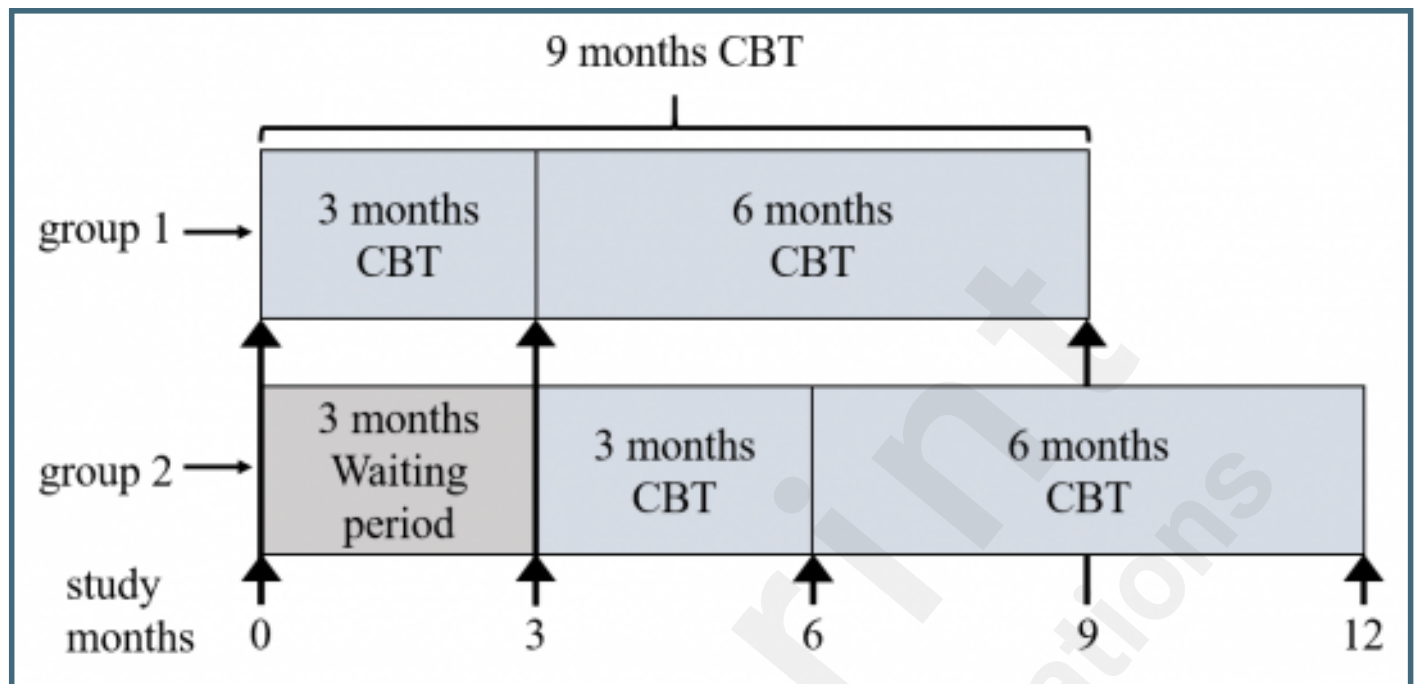 9 months CBT
group 1
3 months
CBT
6 months
CBT
group 2
3 months
Waiting
period
3 months
CBT
6 months
CBT
study
months
0 3 6 9 12